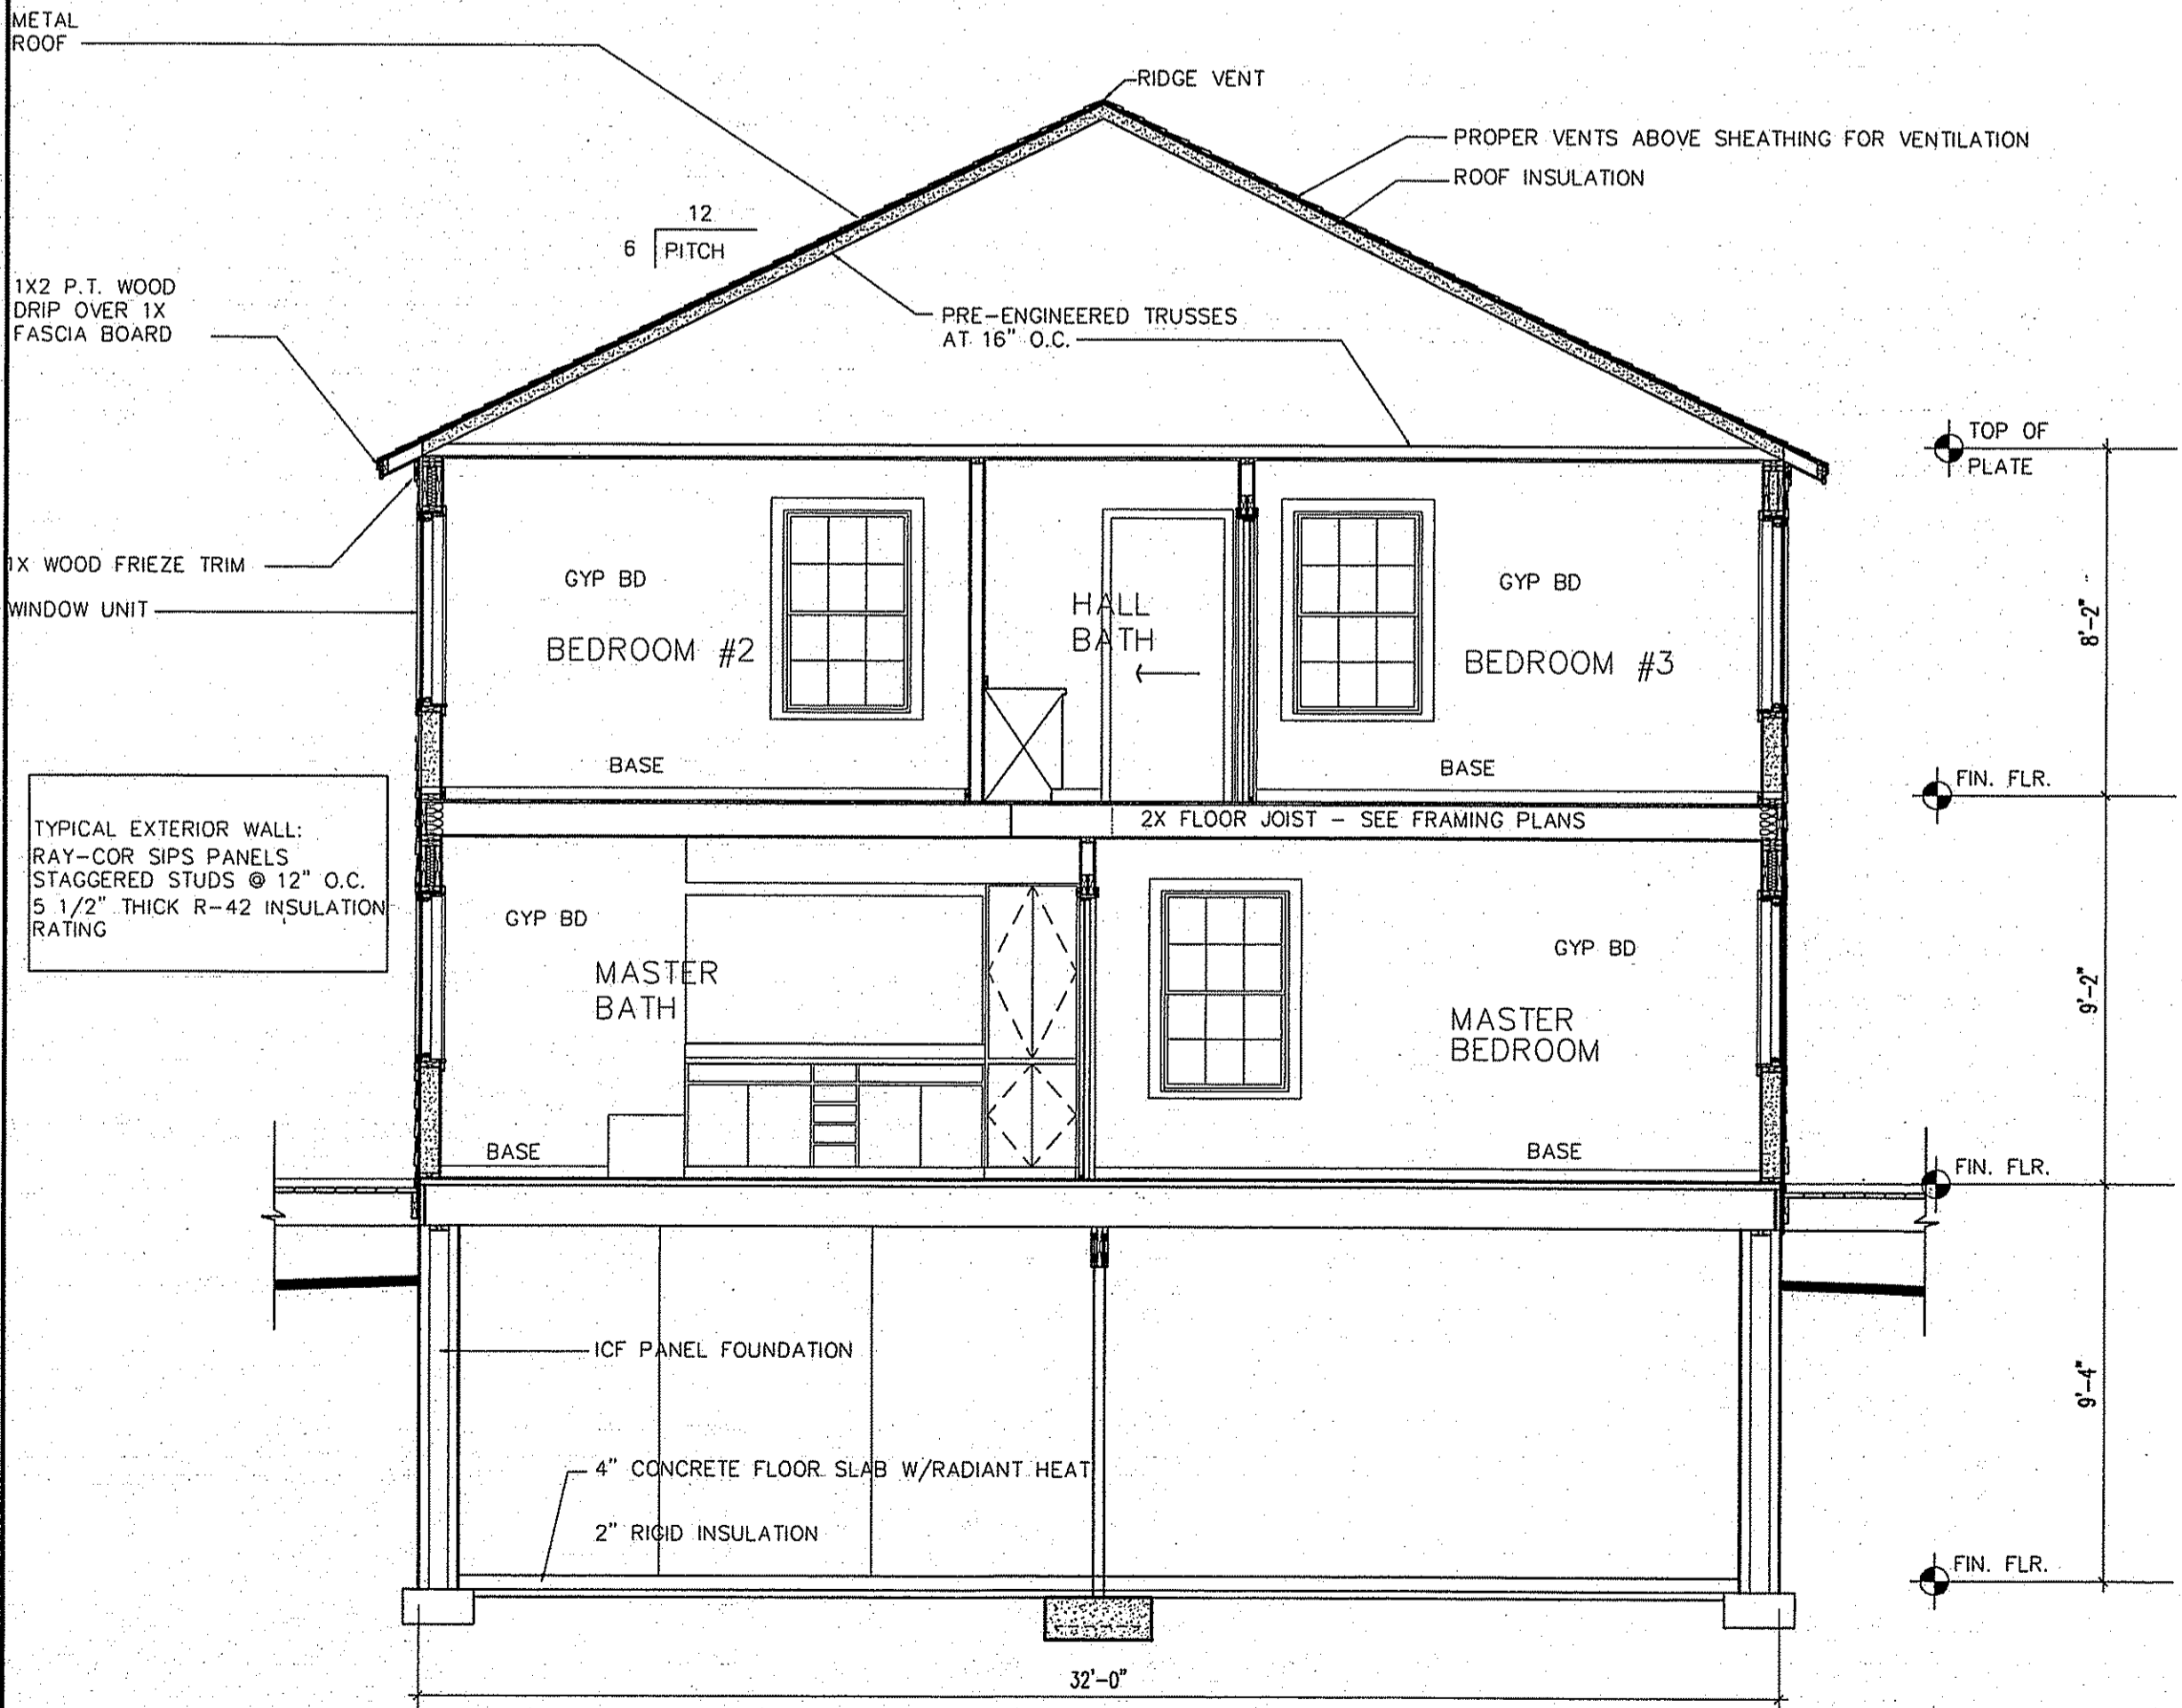 METAL
ROOF
RIDGE VENT
PROPER VENTS ABOVE SHEATHING FOR VENTILATION
ROOF INSULATION
12
6 PITCH
1X2 P.T. WOOD
DRIP OVER 1X
FASCIA BOARD
PRE-ENGINEERED TRUSSES
AT 16" O.C.
TOP OF
PLATE
1X WOOD FRIEZE TRIM
WINDOW UNIT
GYP BD
BEDROOM #2
HALL
BATH
GYP BD
BEDROOM #3
8'-2"
BASE
BASE
FIN. FLR.
TYPICAL EXTERIOR WALL:
RAY-COR SIPS PANELS
STAGGERED STUDS @ 12" O.C.
5 1/2" THICK R-42 INSULATION
RATING
2X FLOOR JOIST - SEE FRAMING PLANS
GYP BD
MASTER
BATH
GYP BD
MASTER
BEDROOM
9'-2"
BASE
BASE
FIN. FLR.
ICF PANEL FOUNDATION
9'-4"
4" CONCRETE FLOOR SLAB W/RADIANT HEAT
2" RIGID INSULATION
FIN. FLR.
32'-0"